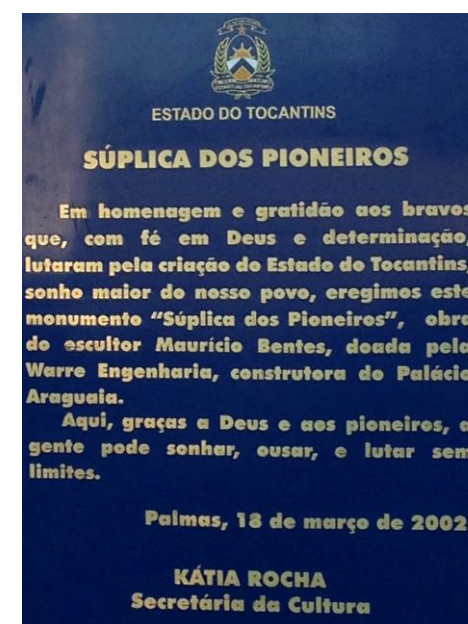 ESTADO DO TOCANTINS
SÚPLICA DOS PIONEIROS
Em homenagem e gratidão aos bravos
que, com fé em Deus e determinação,
lutaram pela criação do Estado do Tocantins,
sonho maior do nosso povo, eregimos este
monumento “Súplica dos Pioneiros”, obra
do escultor Maurício Bentes, doada pela
Warre Engenharia, construtora do Palácio
Araguaia.
Aqui, graças a Deus e aos pioneiros, a
gente pode sonhar, ousar, e lutar sem
limites.
Palmas, 18 de março de 2002
KÁTIA ROCHA
Secretária da Cultura